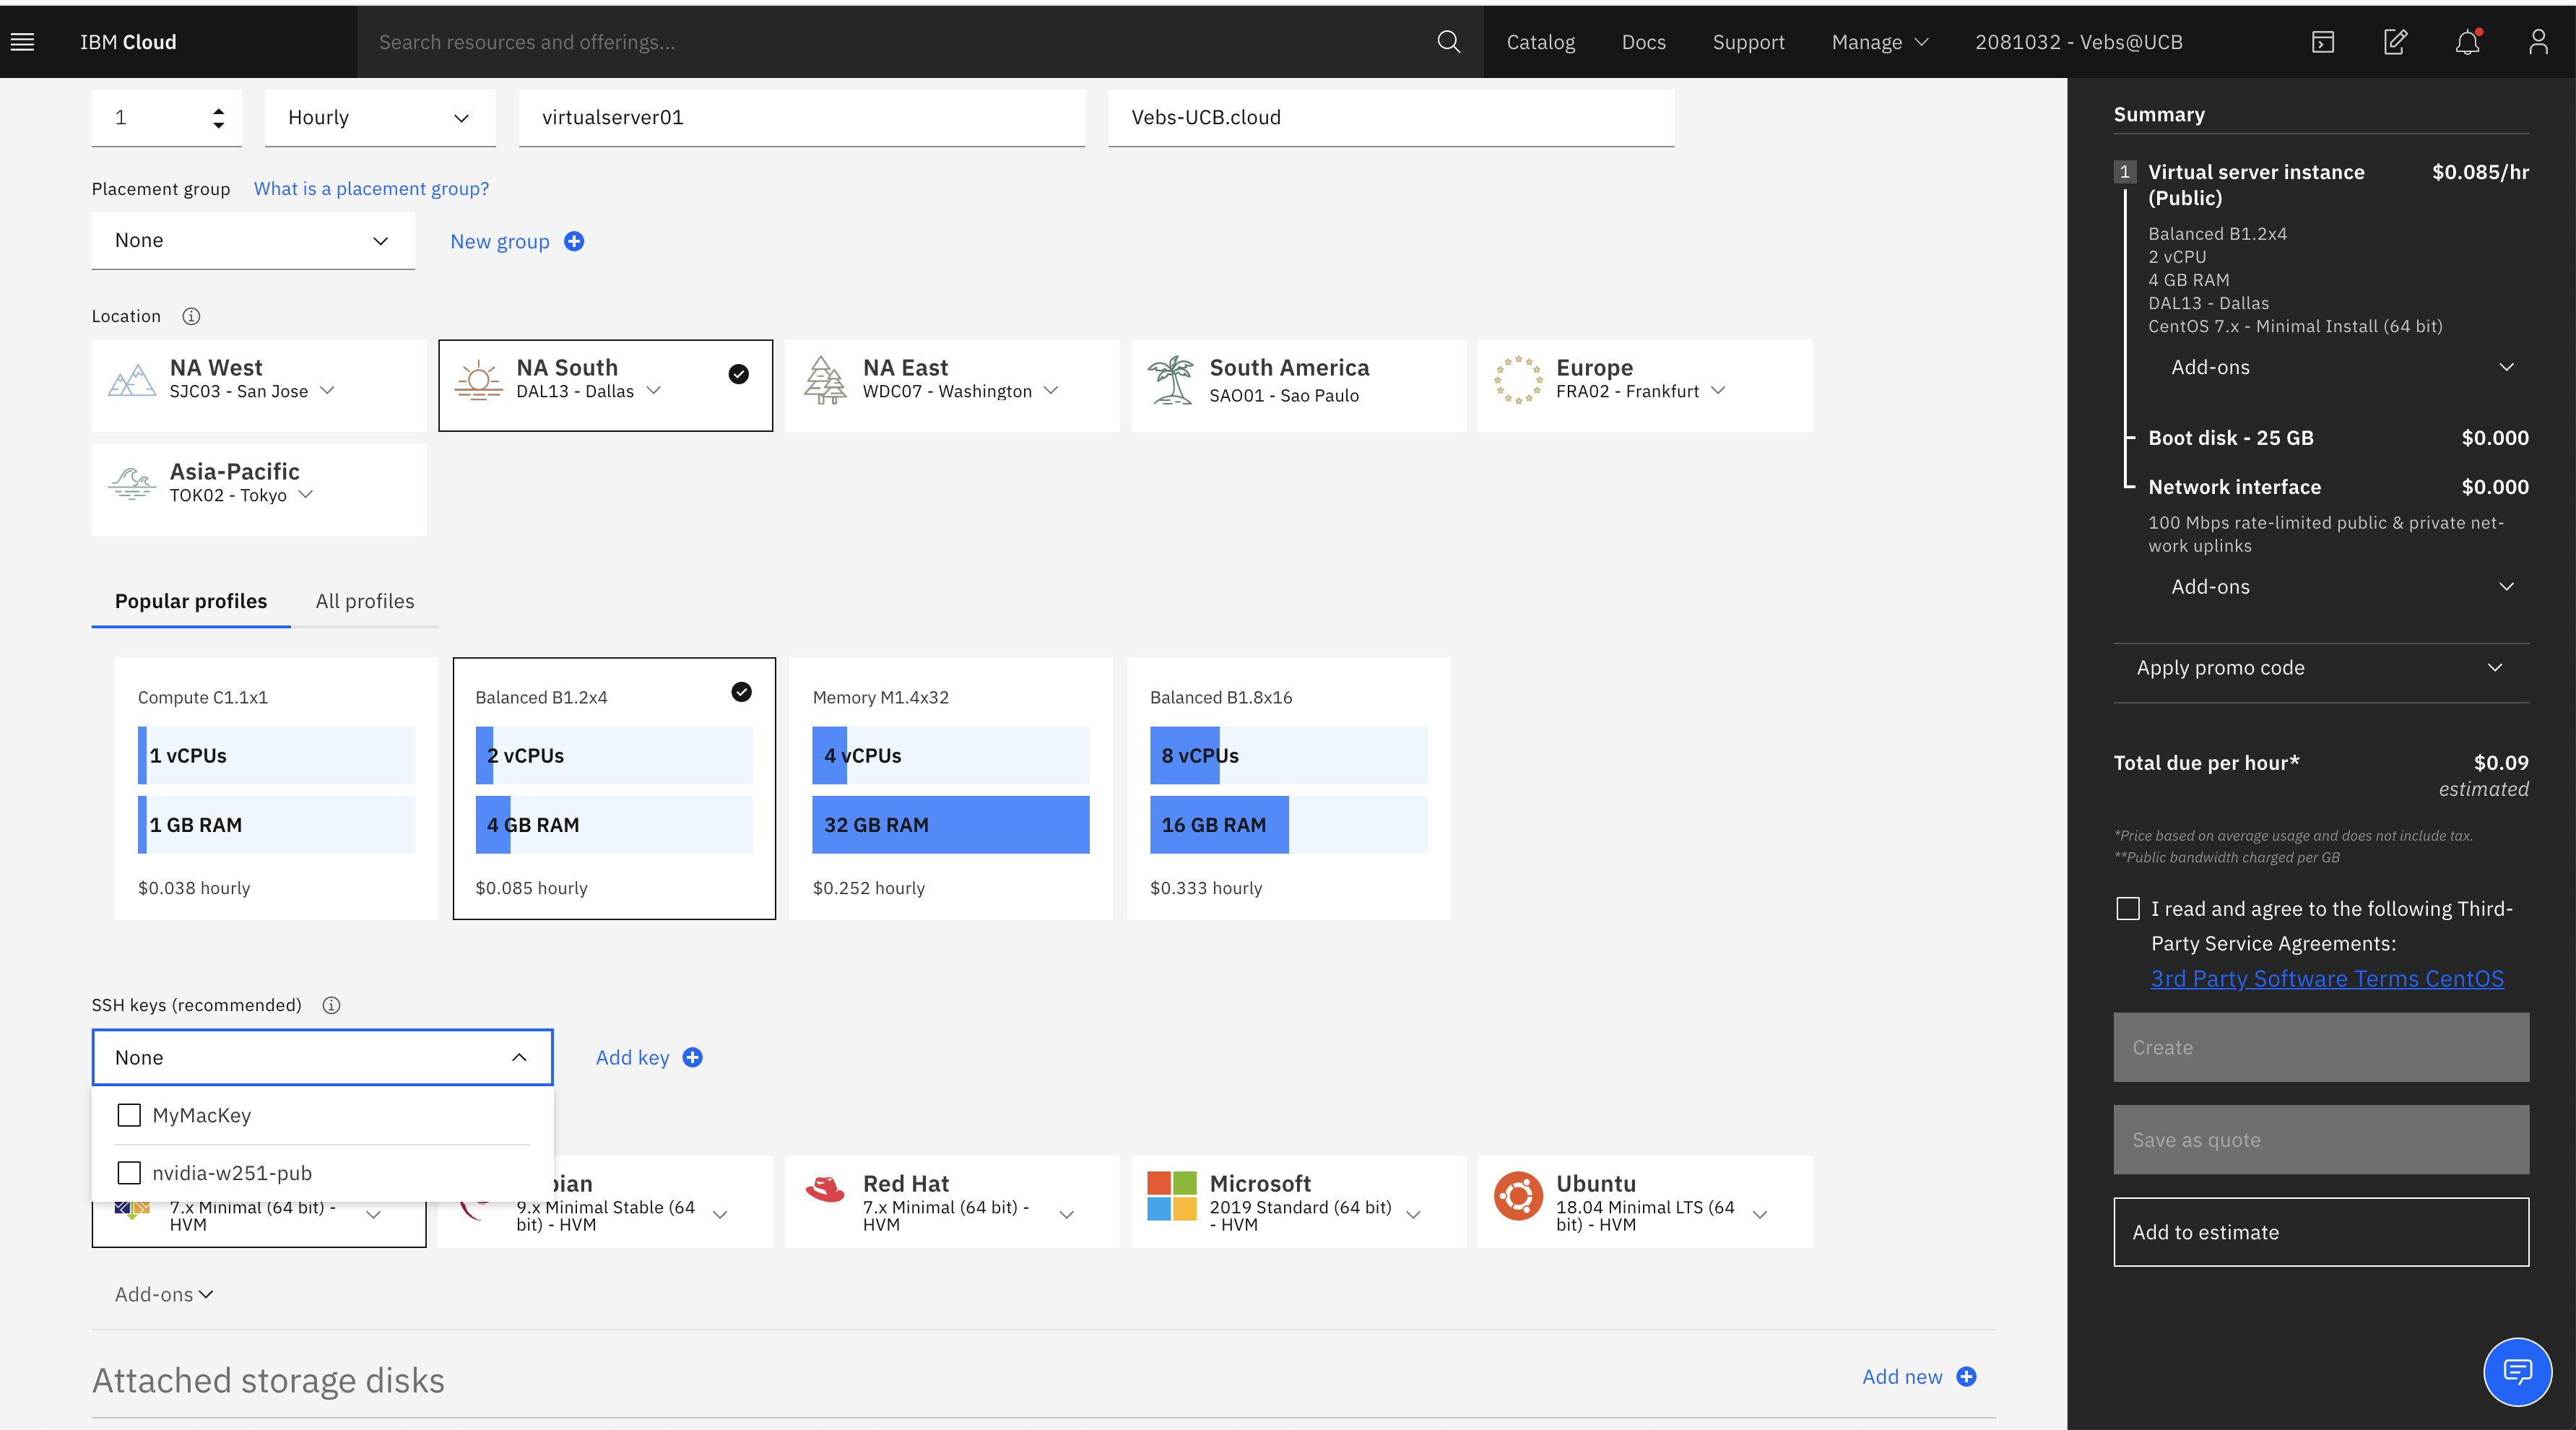 IBM Cloud
Search resources and offerings...
Catalog
Docs
Support
Manage
2081032 - Vebs@UCB
1
Hourly
virtualserver01
Vebs-UCB.cloud
Placement group
What is a placement group?
None
New group
Location
NA West
SJC03 - San Jose
NA South
DAL13 - Dallas
NA East
WDC07 - Washington
South America
SAO01 - Sao Paulo
Europe
FRA02 - Frankfurt
Asia-Pacific
TOK02 - Tokyo
Popular profiles
All profiles
Compute C1.1x1
1 vCPUs
1 GB RAM
$0.038 hourly
Balanced B1.2x4
2 vCPUs
4 GB RAM
$0.085 hourly
Memory M1.4x32
4 vCPUs
32 GB RAM
$0.252 hourly
Balanced B1.8x16
8 vCPUs
16 GB RAM
$0.333 hourly
SSH keys (recommended)
None
Add key
MyMacKey
nvidia-w251-pub
7.x Minimal (64 bit) -
HVM
bian
9.x Minimal Stable (64
bit) - HVM
Red Hat
7.x Minimal (64 bit) -
HVM
Microsoft
2019 Standard (64 bit)
- HVM
Ubuntu
18.04 Minimal LTS (64
bit) - HVM
Add-ons
Attached storage disks
Add new
Summary
1
Virtual server instance
(Public)
$0.085/hr
Balanced B1.2x4
2 vCPU
4 GB RAM
DAL13 - Dallas
CentOS 7.x - Minimal Install (64 bit)
Add-ons
Boot disk - 25 GB
$0.000
Network interface
$0.000
100 Mbps rate-limited public & private net-
work uplinks
Add-ons
Apply promo code
Total due per hour*
$0.09
estimated
*Price based on average usage and does not include tax.
**Public bandwidth charged per GB
I read and agree to the following Third-
Party Service Agreements:
3rd Party Software Terms CentOS
Create
Save as quote
Add to estimate